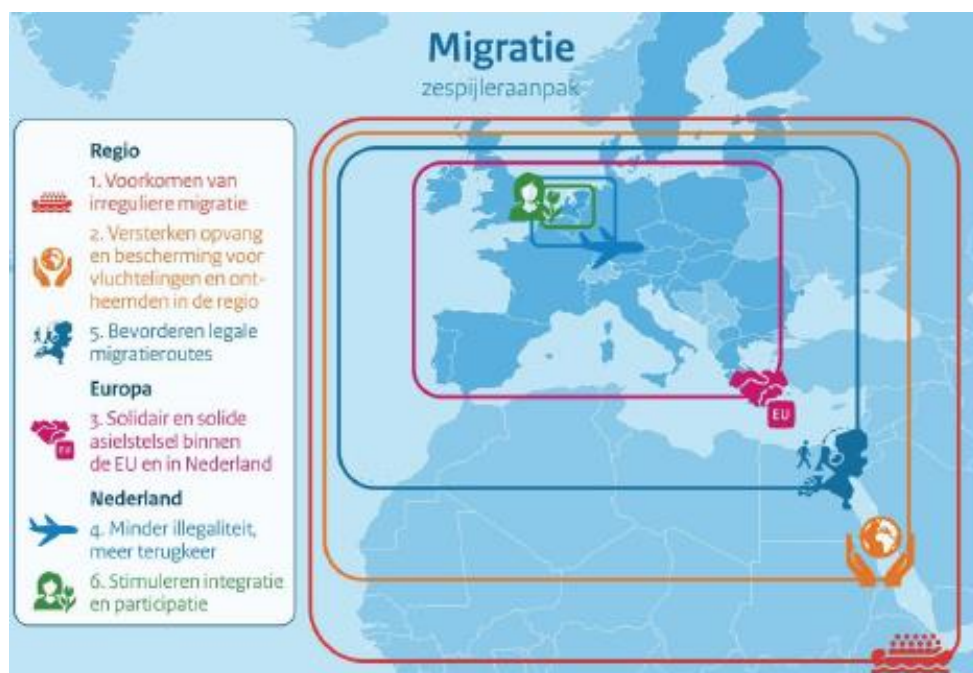 Migratie
zespijleraanpak
Regio
1. Voorkomen van
irreguliere migratie
2. Versterken opvang
en bescherming voor
vluchtelingen en ont-
heemden in de regio
5. Bevorderen legale
migratieroutes
Europa
3. Solidair en solide
asielstelsel binnen
de EU en in Nederland
EU
Nederland
4. Minder illegaliteit,
meer terugkeer
6. Stimuleren integratie
en participatie
EU